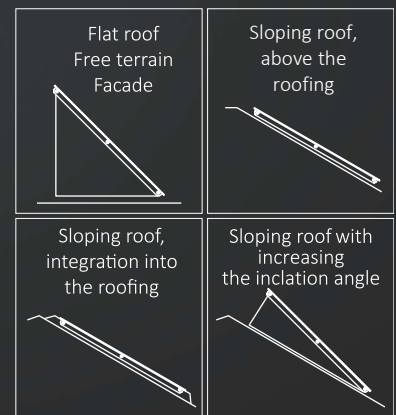 Flat roof
Free terrain
Facade
Sloping roof,
above the
roofing
Sloping roof,
integration into
the roofing
Sloping roof with
increasing
the inclation angle